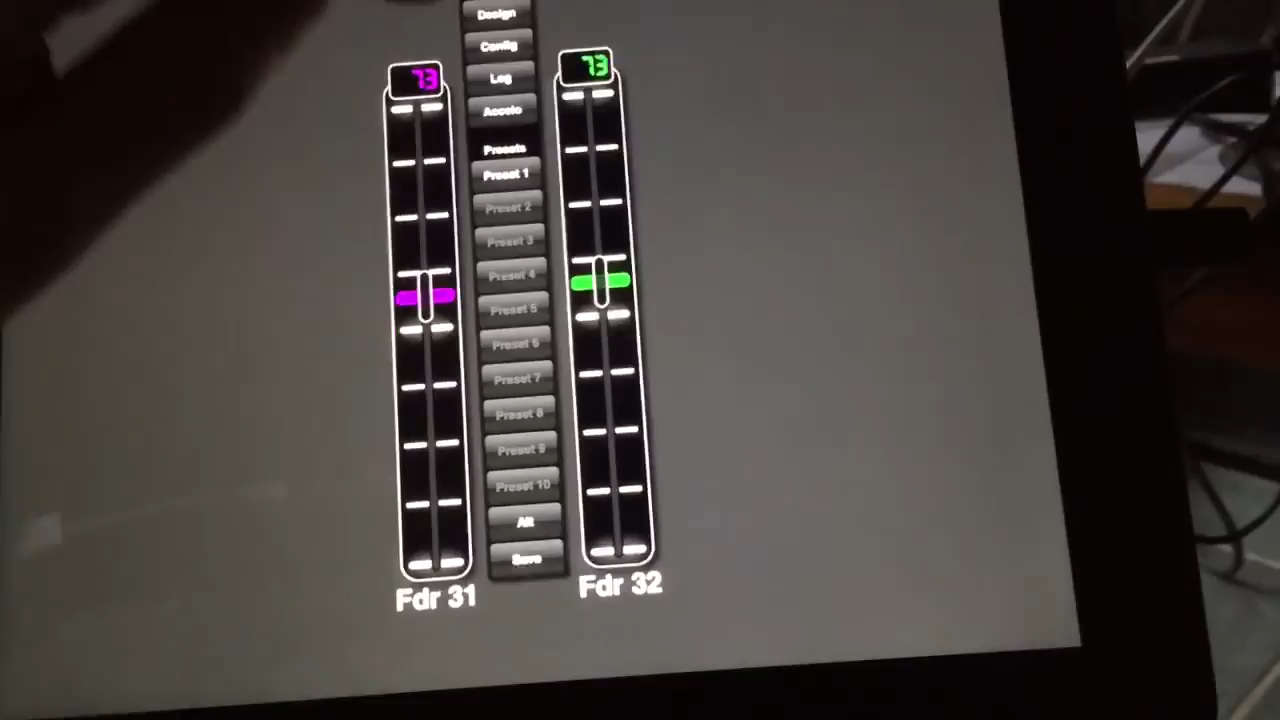 Design
Config
Log
Accelo
Presets
Preset 1
Preset 2
Preset 3
Preset 4
Preset 5
Preset 6
Preset 7
Preset 8
Preset 9
Preset 10
Alt
Save
73
73
Fdr 31
Fdr 32